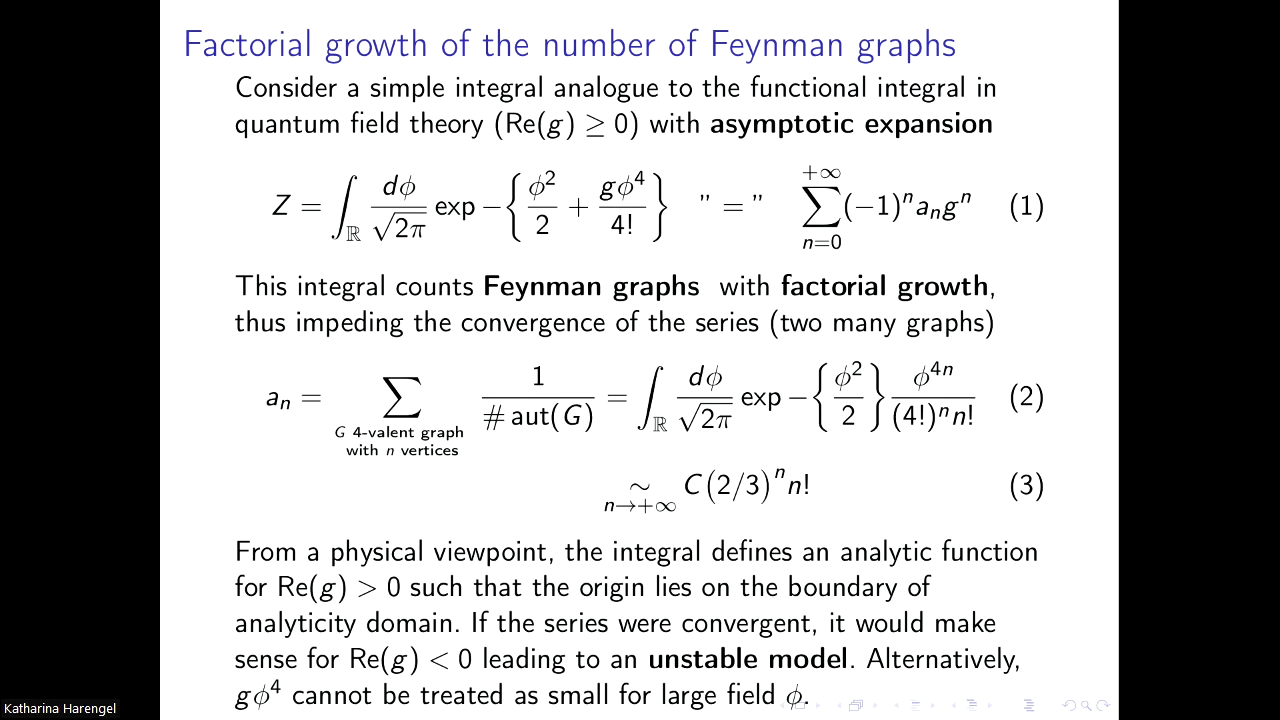 Factorial growth of the number of Feynman graphs
Consider a simple integral analogue to the functional integral in
quantum field theory (Re(g) ≥ 0) with asymptotic expansion
Z = ∫_ℝ dϕ/√2π exp −{ϕ²/2 + gϕ⁴/4!} " = " ∑_{n=0}^{+∞} (−1)ⁿ aₙ gⁿ (1)
This integral counts Feynman graphs with factorial growth,
thus impeding the convergence of the series (two many graphs)
aₙ = ∑_{G 4-valent graph with n vertices} 1/# aut(G) = ∫_ℝ dϕ/√2π exp −{ϕ²/2} ϕ⁴ⁿ/(4!)ⁿn! (2)
∼_{n→+∞} C(2/3)ⁿ n! (3)
From a physical viewpoint, the integral defines an analytic function
for Re(g) > 0 such that the origin lies on the boundary of
analyticity domain. If the series were convergent, it would make
sense for Re(g) < 0 leading to an unstable model. Alternatively,
gϕ⁴ cannot be treated as small for large field ϕ.
Katharina Harengel